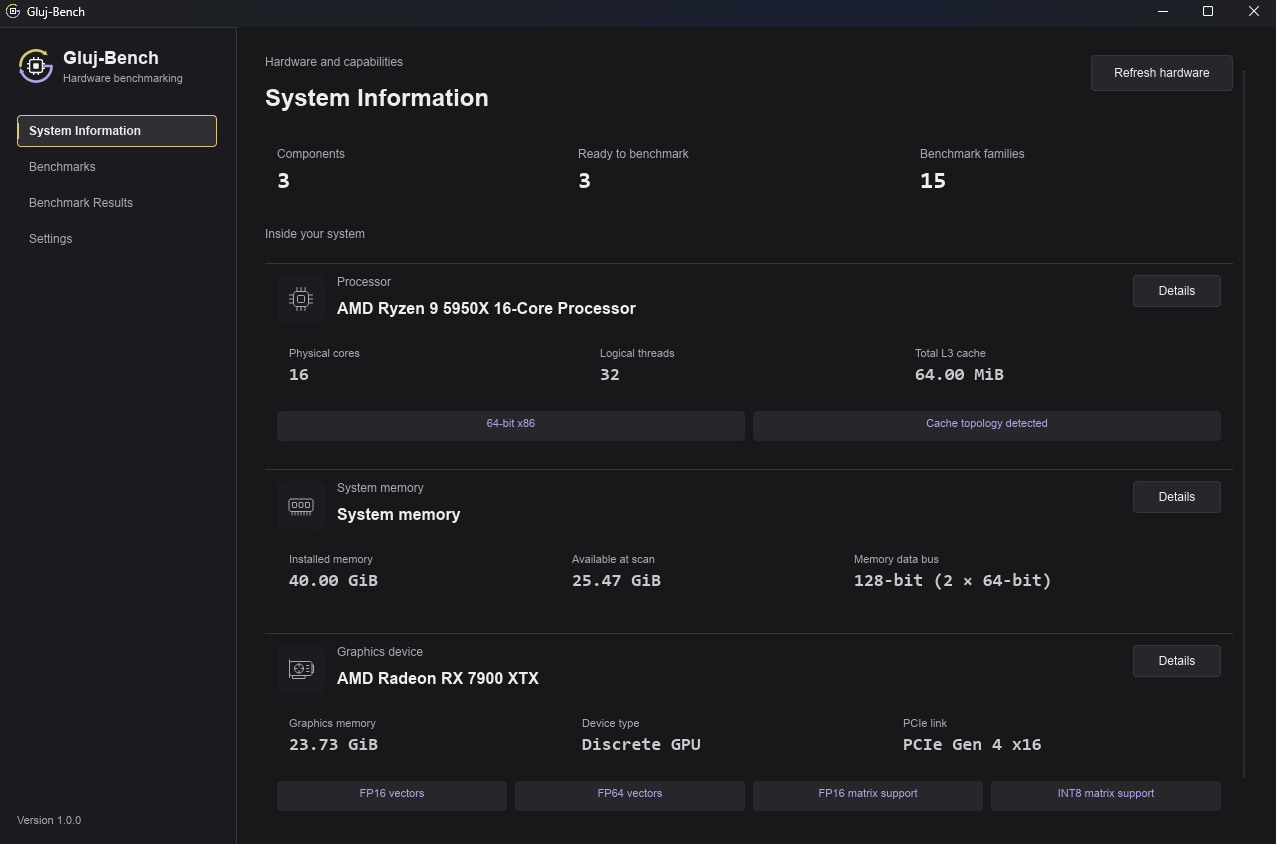 Gluj-Bench
Gluj-Bench
Hardware benchmarking
System Information
Benchmarks
Benchmark Results
Settings
Version 1.0.0
Hardware and capabilities
System Information
Refresh hardware
Components
3
Ready to benchmark
3
Benchmark families
15
Inside your system
Processor
AMD Ryzen 9 5950X 16-Core Processor
Details
Physical cores
16
Logical threads
32
Total L3 cache
64.00 MiB
64-bit x86
Cache topology detected
System memory
System memory
Details
Installed memory
40.00 GiB
Available at scan
25.47 GiB
Memory data bus
128-bit (2 × 64-bit)
Graphics device
AMD Radeon RX 7900 XTX
Details
Graphics memory
23.73 GiB
Device type
Discrete GPU
PCIe link
PCIe Gen 4 x16
FP16 vectors
FP64 vectors
FP16 matrix support
INT8 matrix support